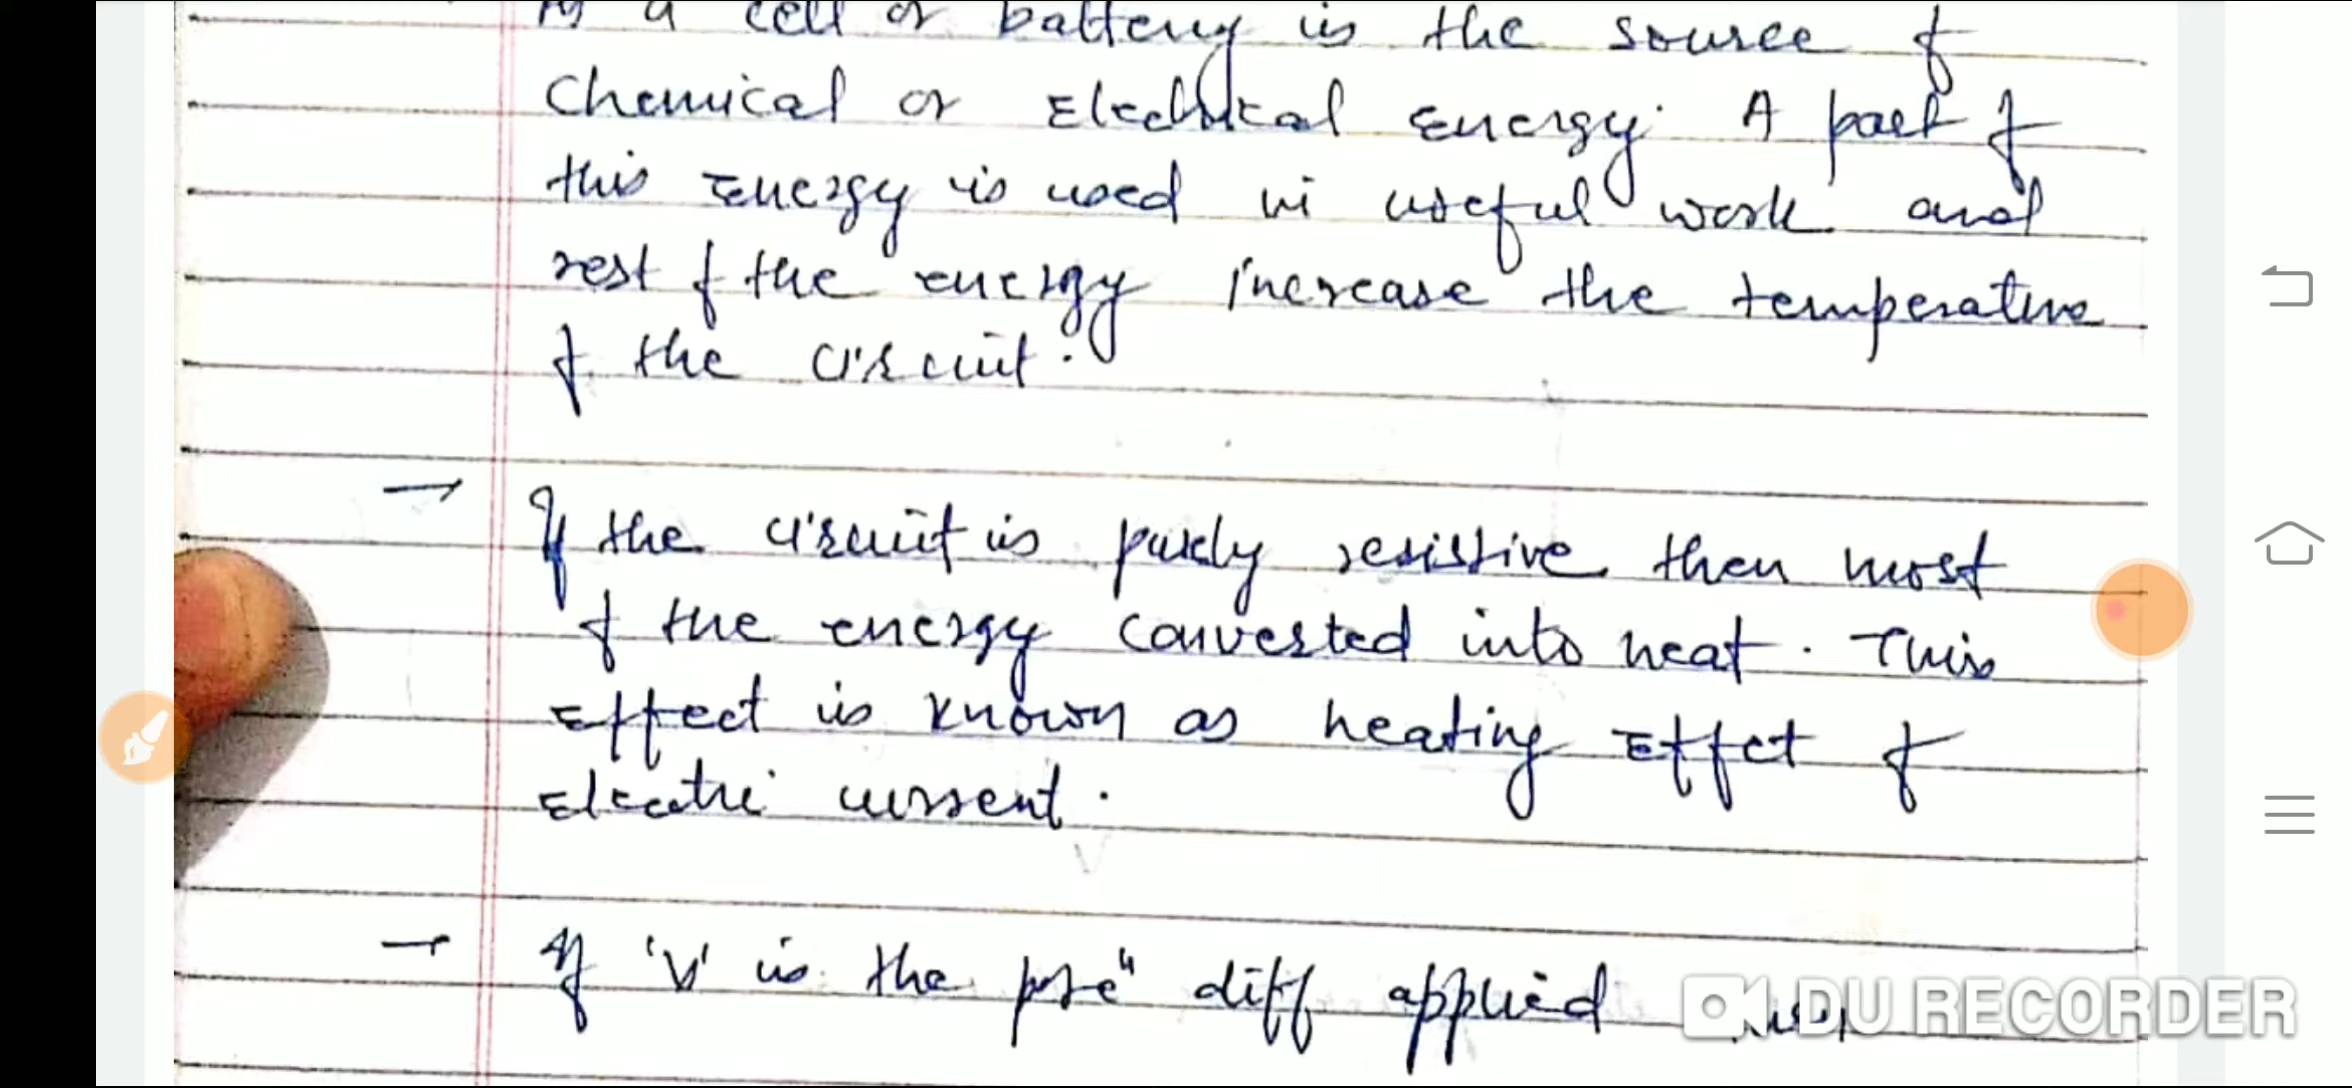 a cell or battery is the source of
Chemical or Electrical Energy. A part of
this Energy is used in useful work and
rest of the energy increase the temperature
of the circuit.
→ If the circuit is purely resistive then most
of the energy converted into heat. This
Effect is known as heating Effect of
Electric current.
→ If 'V' is the diff applied
DU RECORDER